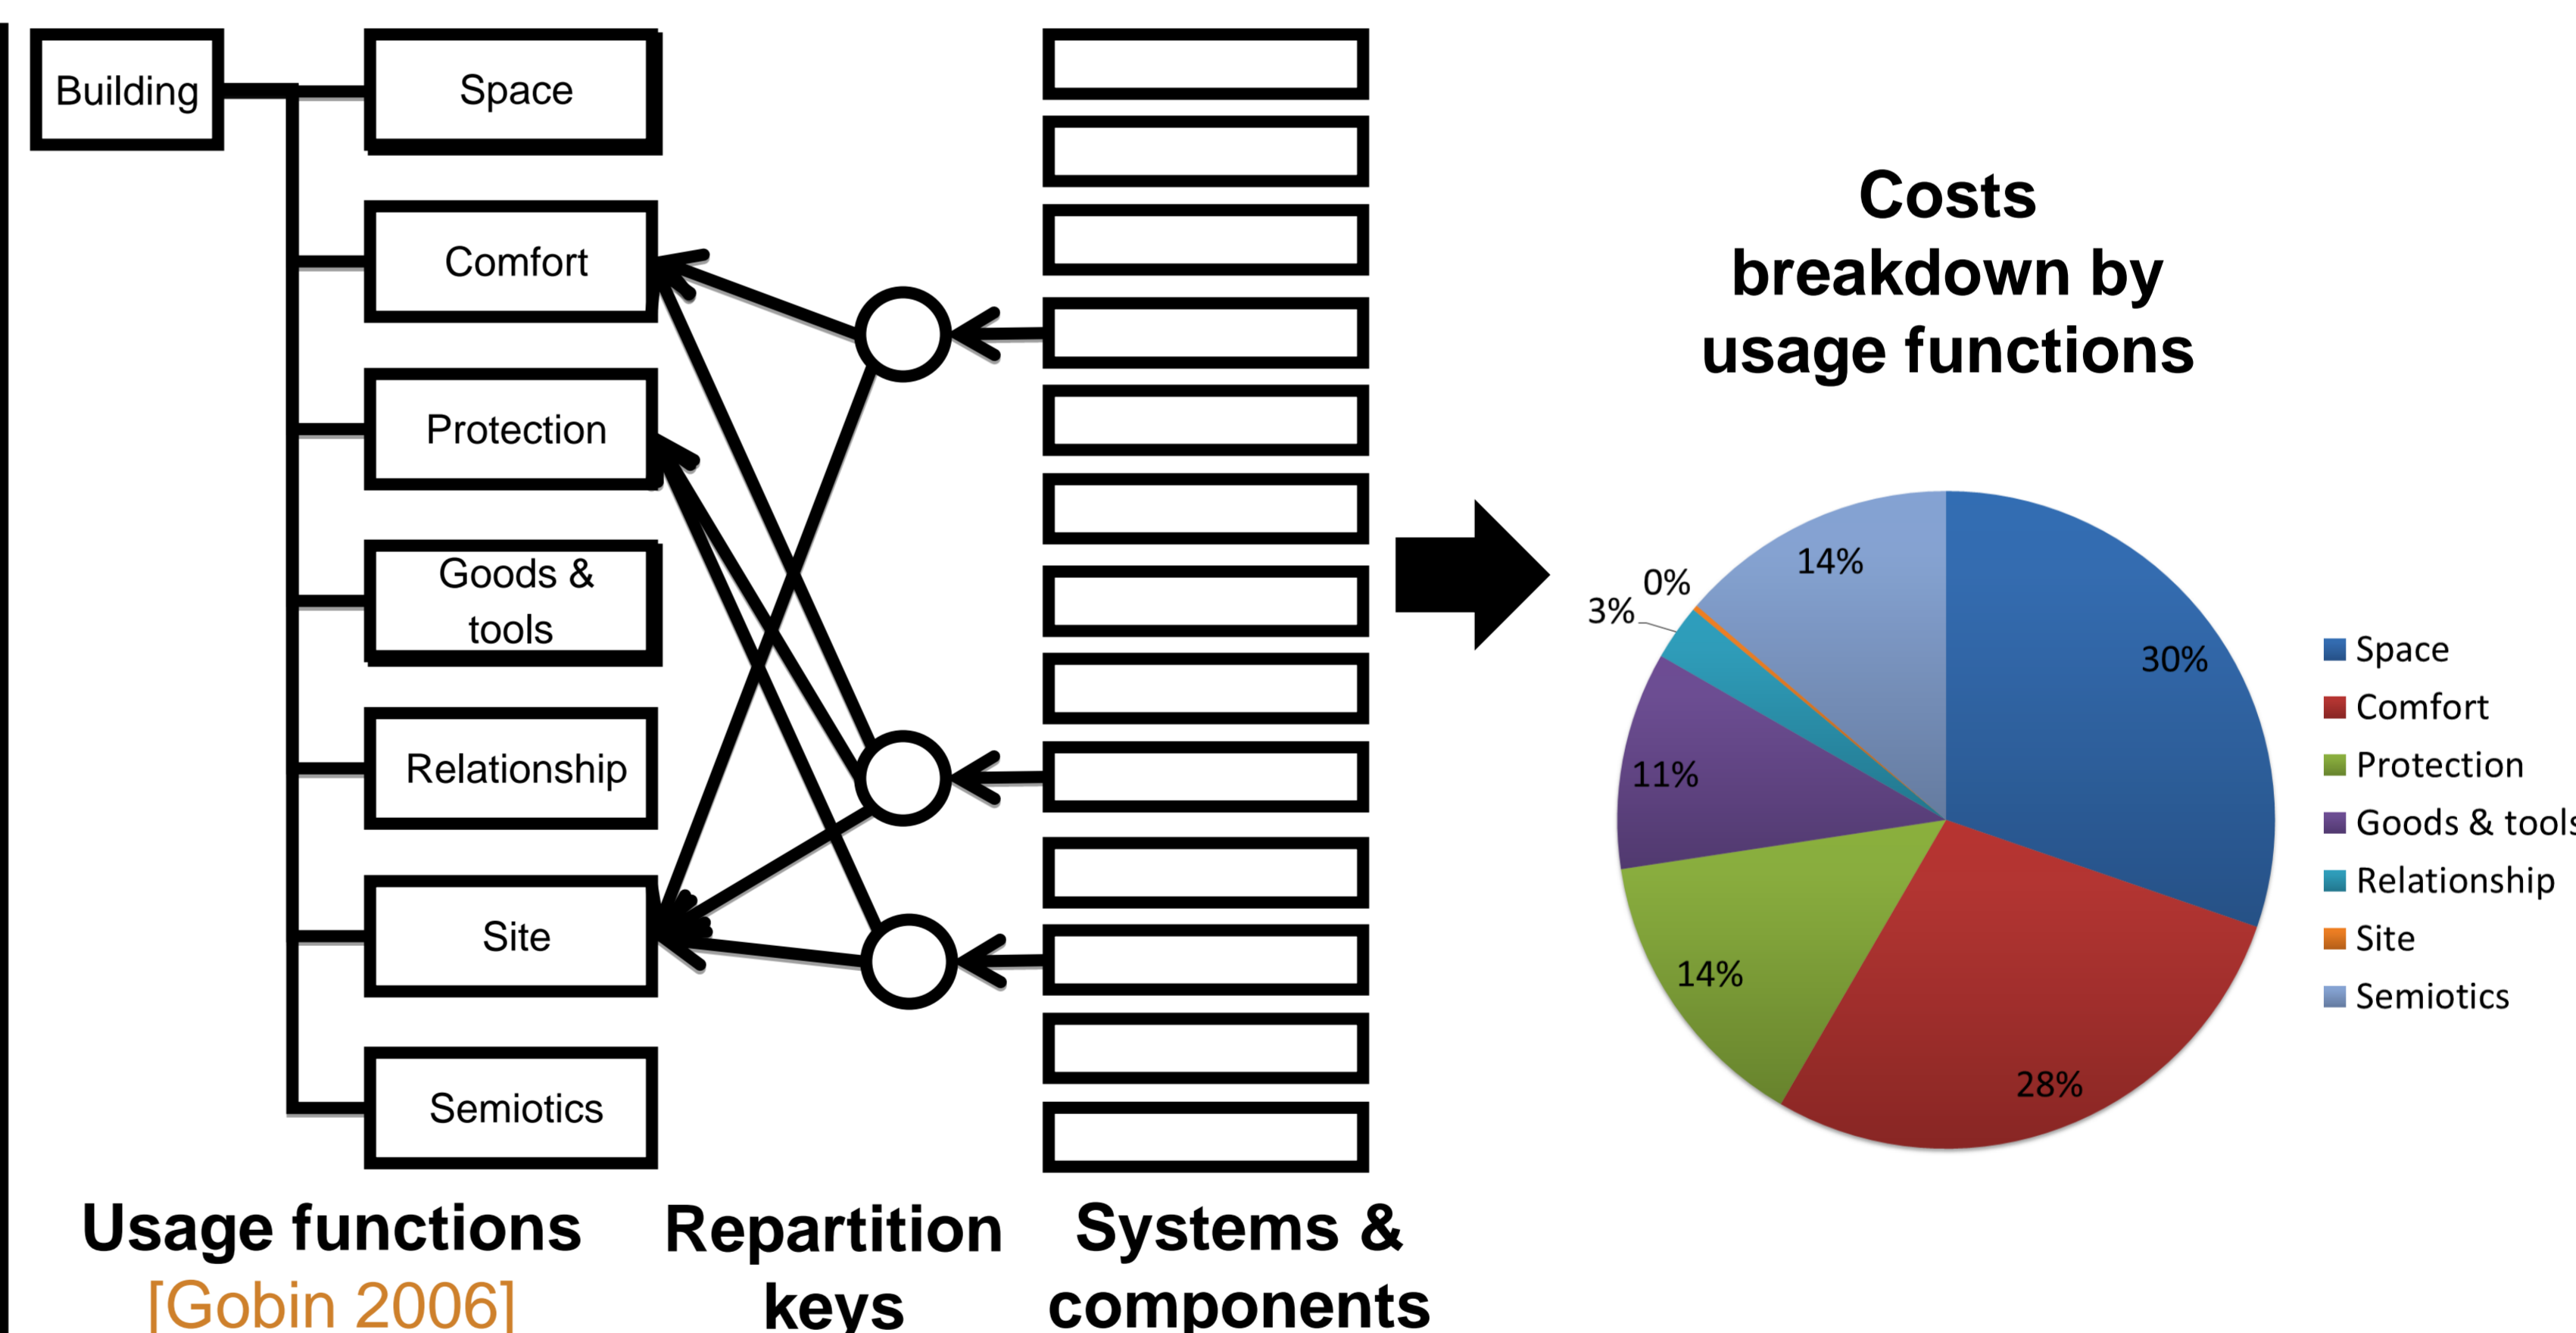 Building
Space
Comfort
Protection
Goods &
tools
Relationship
Site
Semiotics
Usage functions
[Gobin 2006]
Repartition
keys
Systems &
components
Costs
breakdown by
usage functions
14%
0%
3%
30%
11%
14%
28%
Space
Comfort
Protection
Goods & tools
Relationship
Site
Semiotics